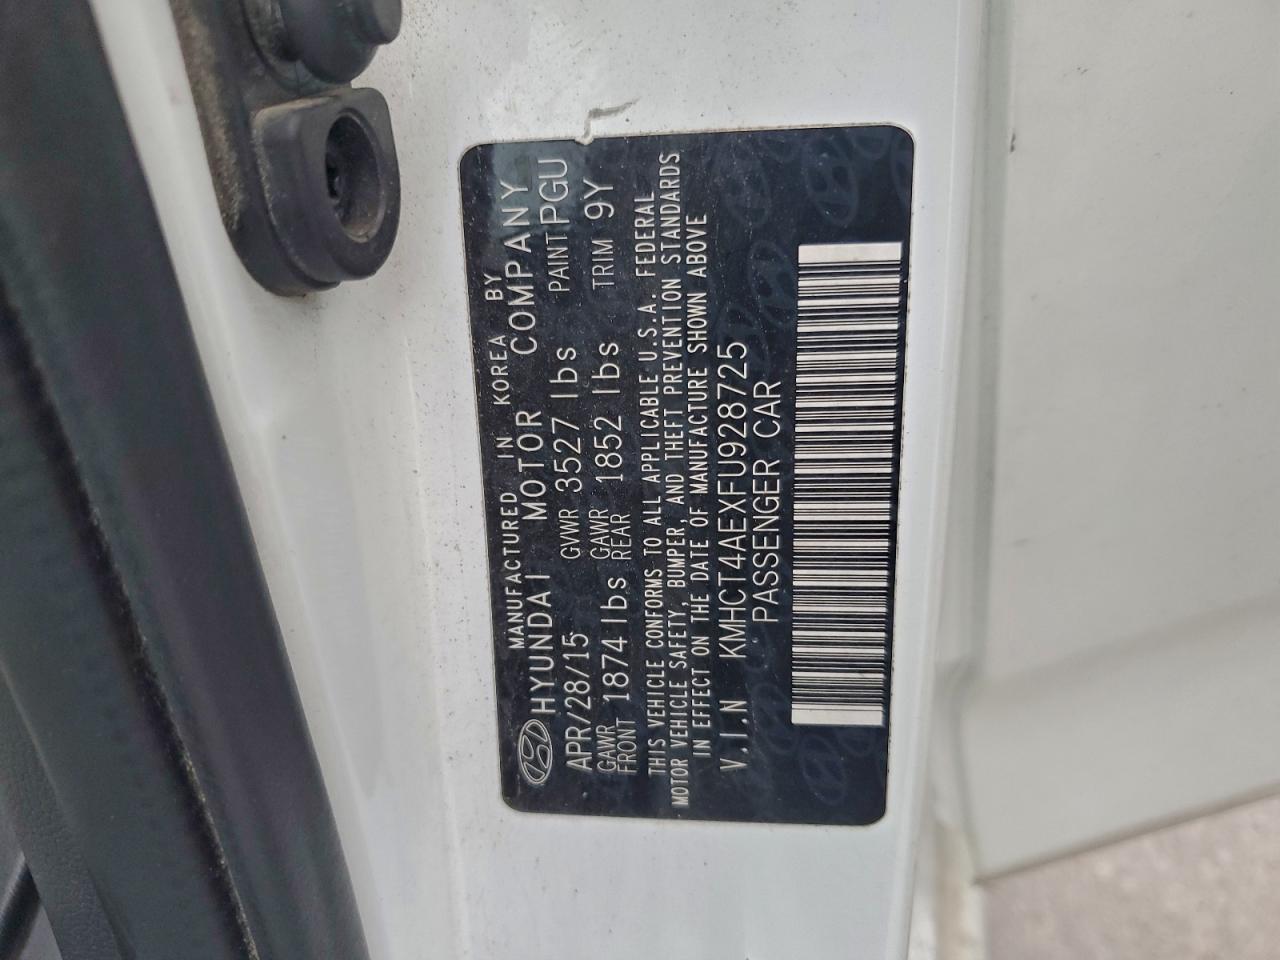 MANUFACTURED IN KOREA BY
HYUNDAI MOTOR COMPANY
APR/28/15 GVWR 3527 lbs PAINT PGU
GAWR FRONT 1874 lbs GAWR REAR 1852 lbs TRIM 9Y
THIS VEHICLE CONFORMS TO ALL APPLICABLE U.S.A. FEDERAL
MOTOR VEHICLE SAFETY, BUMPER, AND THEFT PREVENTION STANDARDS
IN EFFECT ON THE DATE OF MANUFACTURE SHOWN ABOVE
V.I.N KMHCT4AEXFU928725
PASSENGER CAR